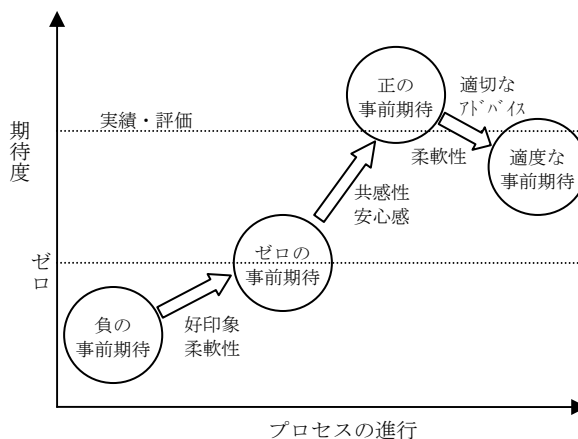 正の
事前期待
適切な
アドバイス
実績・評価
柔軟性
適度な
事前期待
期待度
共感性
安心感
ゼロの
事前期待
ゼロ
負の
事前期待
好印象
柔軟性
プロセスの進行